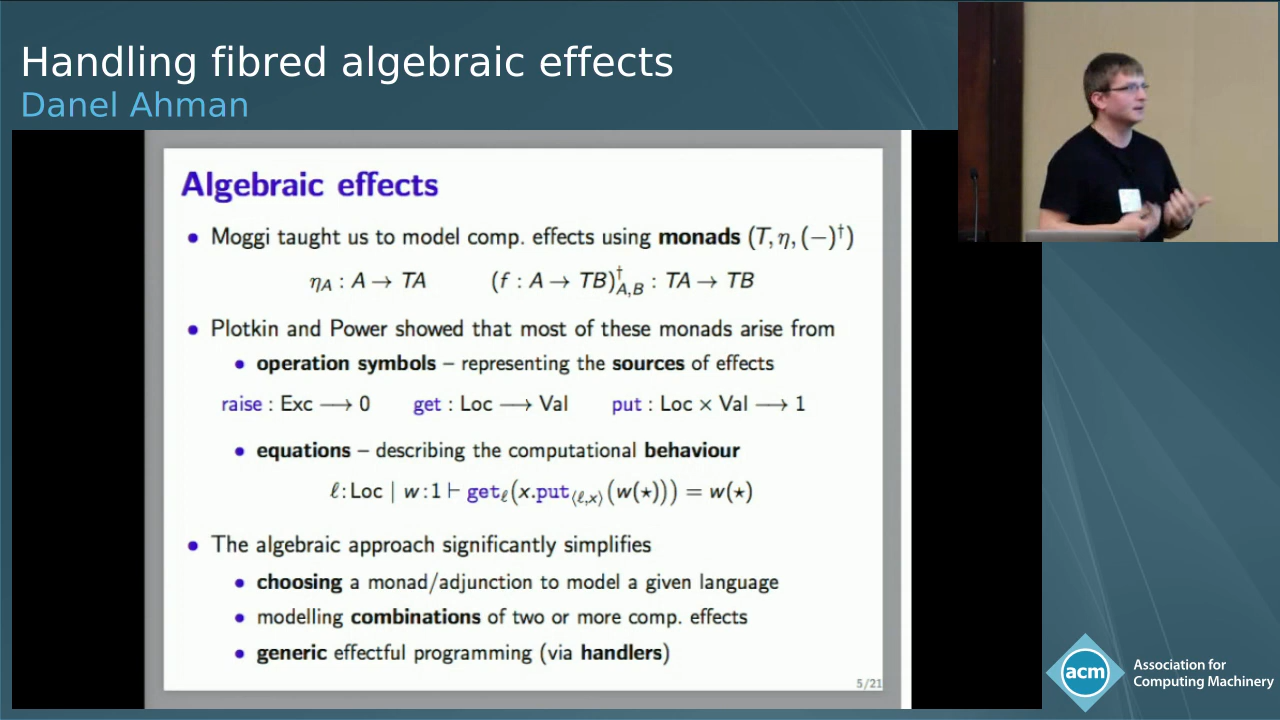 Handling fibred algebraic effects
Danel Ahman
Algebraic effects
• Moggi taught us to model comp. effects using monads (T, η, (−)†)
η_A : A → TA (f : A → TB)†_{A,B} : TA → TB
• Plotkin and Power showed that most of these monads arise from
• operation symbols – representing the sources of effects
raise : Exc ⟶ 0 get : Loc ⟶ Val put : Loc × Val ⟶ 1
• equations – describing the computational behaviour
ℓ : Loc | w : 1 ⊢ get_ℓ(x.put_⟨ℓ,x⟩(w(⋆))) = w(⋆)
• The algebraic approach significantly simplifies
• choosing a monad/adjunction to model a given language
• modelling combinations of two or more comp. effects
• generic effectful programming (via handlers)
5/21
acm
Association for
Computing Machinery